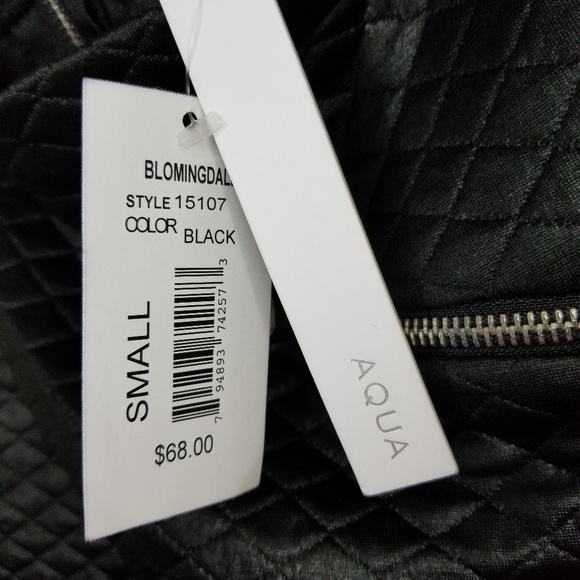 BLOMINGDAL
STYLE 15107
COLOR BLACK
SMALL
7 94893 74257 3
$68.00
AQUA